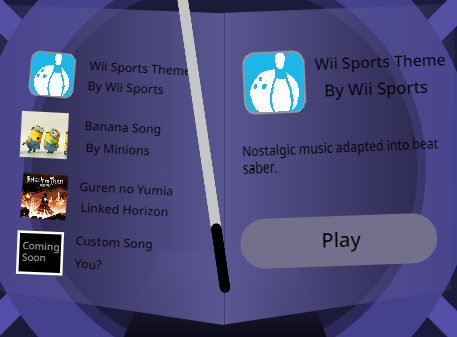 Wii Sports Theme
By Wii Sports
Banana Song
By Minions
Guren no Yumia
Linked Horizon
Coming
Soon
Custom Song
You?
Wii Sports Theme
By Wii Sports
Nostalgic music adapted into beat
saber.
Play